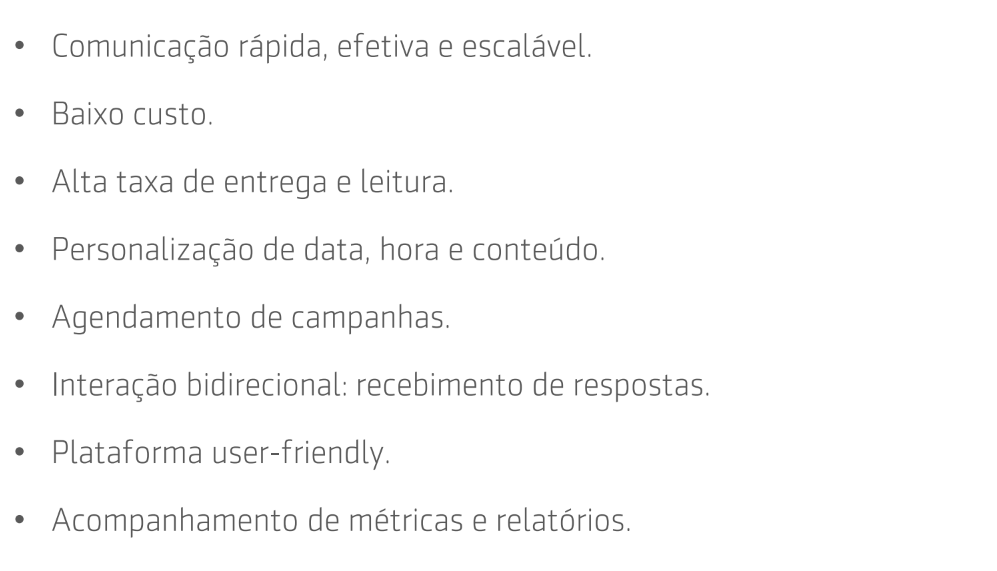 • Comunicação rápida, efetiva e escalável.
• Baixo custo.
• Alta taxa de entrega e leitura.
• Personalização de data, hora e conteúdo.
• Agendamento de campanhas.
• Interação bidirecional: recebimento de respostas.
• Plataforma user-friendly.
• Acompanhamento de métricas e relatórios.